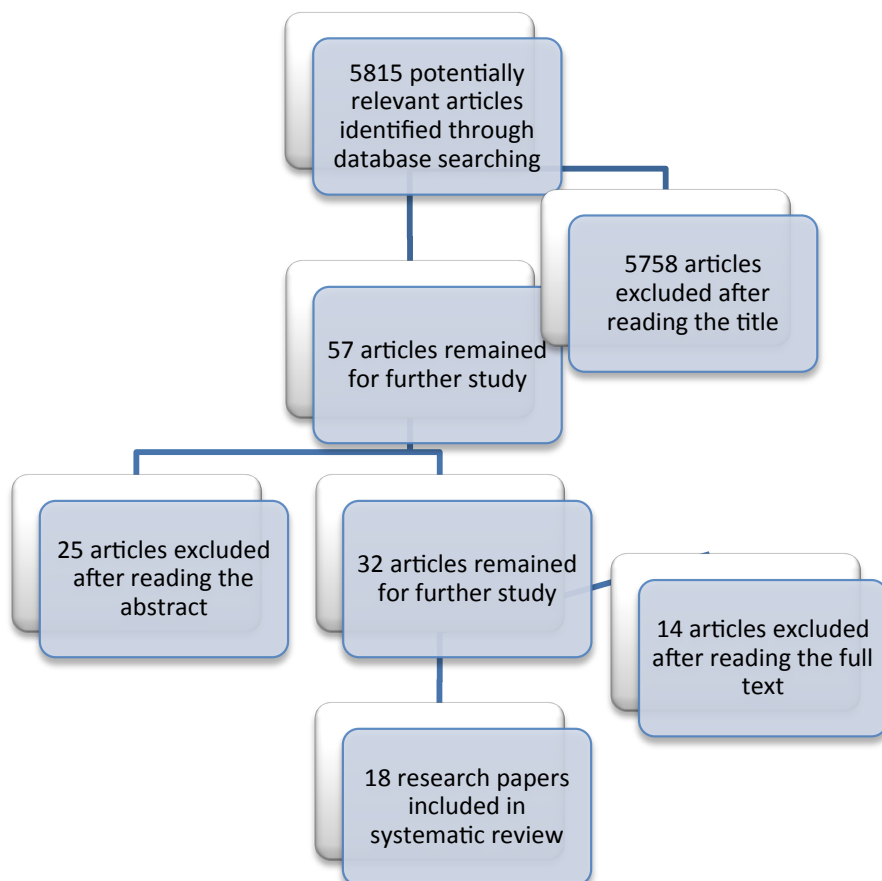 5815 potentially
relevant articles
identified through
database searching
5758 articles
excluded after
reading the title
57 articles remained
for further study
25 articles excluded
after reading the
abstract
32 articles remained
for further study
14 articles excluded
after reading the full
text
18 research papers
included in
systematic review